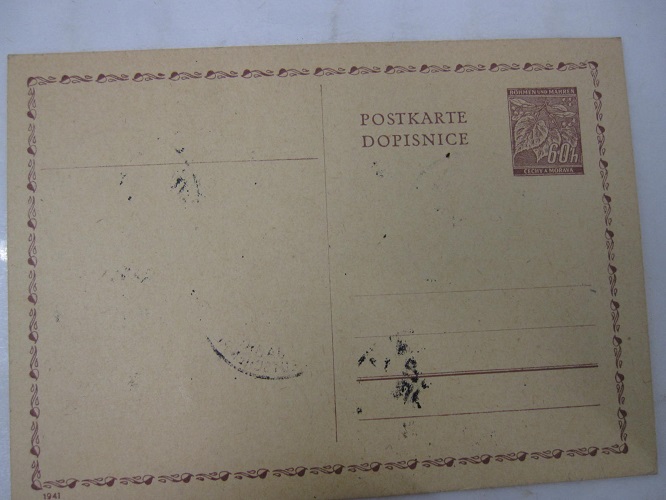 POSTKARTE
DOPISNICE
BÖHMEN UND MÄHREN
60h
ČECHY A MORAVA
1941